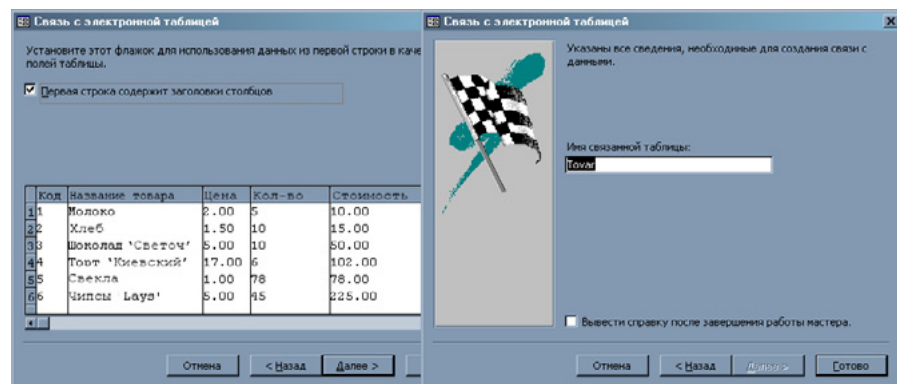 Связь с электронной таблицей
Установите этот флажок для использования данных из первой строки в каче
полей таблицы.
Первая строка содержит заголовки столбцов
Код Название товара Цена Кол-во Стоимость
1 1 Молоко 2.00 5 10.00
2 2 Хлеб 1.50 10 15.00
3 3 Шоколад 'Светоч' 5.00 10 50.00
4 4 Торт 'Киевский' 17.00 6 102.00
5 5 Свекла 1.00 78 78.00
6 6 Чипсы 'Lays' 5.00 45 225.00
Отмена < Назад Далее >
Связь с электронной таблицей
Указаны все сведения, необходимые для создания связи с
данными.
Имя связанной таблицы:
Tovar
Вывести справку после завершения работы мастера.
Отмена < Назад Далее > Готово